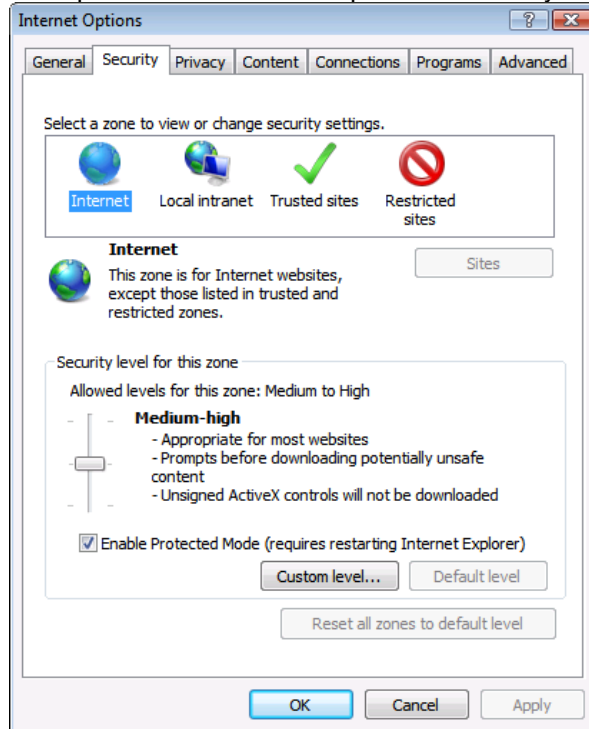 Internet Options
General Security Privacy Content Connections Programs Advanced
Select a zone to view or change security settings.
Internet Local intranet Trusted sites Restricted
sites
Internet
This zone is for Internet websites,
except those listed in trusted and
restricted zones.
Sites
Security level for this zone
Allowed levels for this zone: Medium to High
Medium-high
- Appropriate for most websites
- Prompts before downloading potentially unsafe
content
- Unsigned ActiveX controls will not be downloaded
Enable Protected Mode (requires restarting Internet Explorer)
Custom level... Default level
Reset all zones to default level
OK Cancel Apply